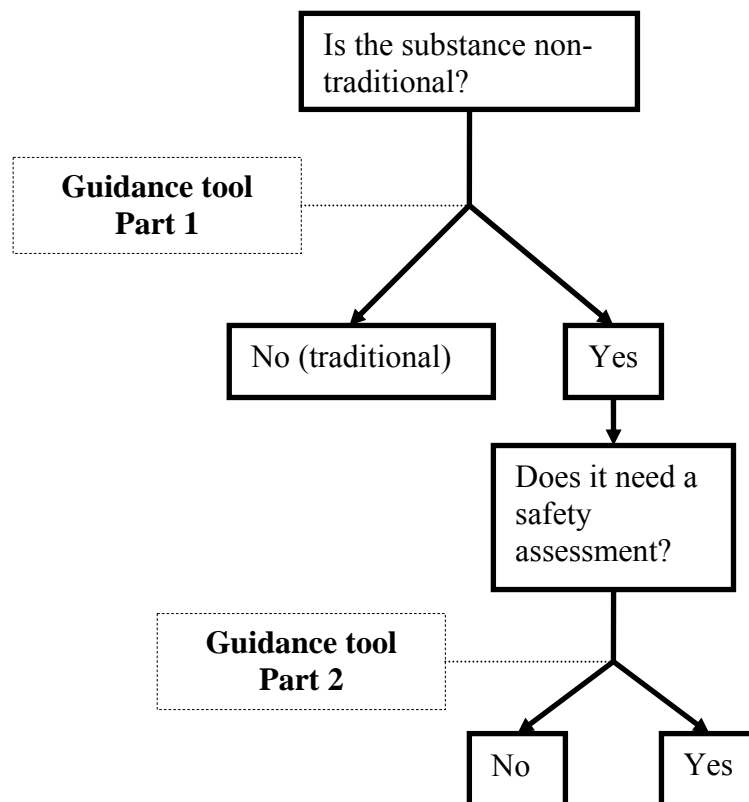 Is the substance non-
traditional?
Guidance tool
Part 1
No (traditional)
Yes
Does it need a
safety
assessment?
Guidance tool
Part 2
No
Yes